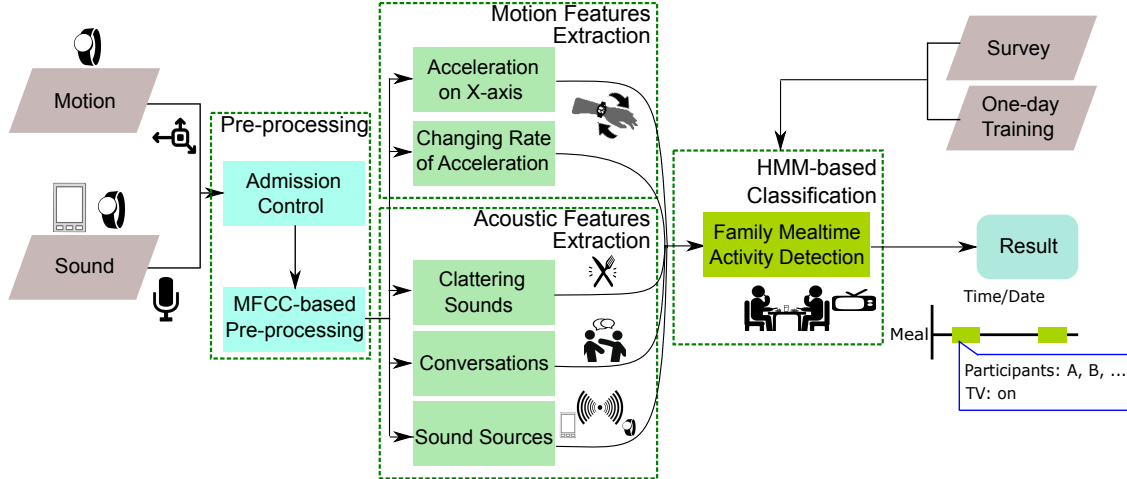 Motion
Sound
Pre-processing
Admission
Control
MFCC-based
Pre-processing
Motion Features
Extraction
Acceleration
on X-axis
Changing Rate
of Acceleration
Acoustic Features
Extraction
Clattering
Sounds
Conversations
Sound Sources
HMM-based
Classification
Family Mealtime
Activity Detection
Survey
One-day
Training
Result
Time/Date
Meal
Participants: A, B, ...
TV: on